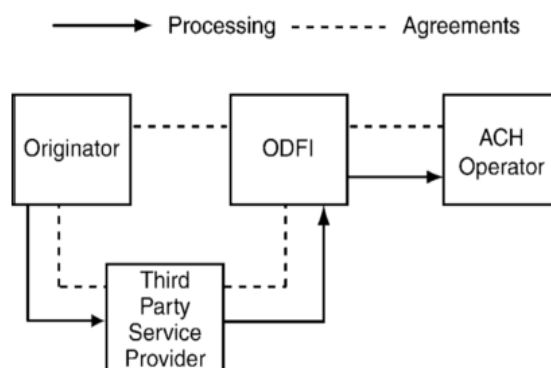 Processing
Agreements
Originator
ODFI
ACH
Operator
Third
Party
Service
Provider